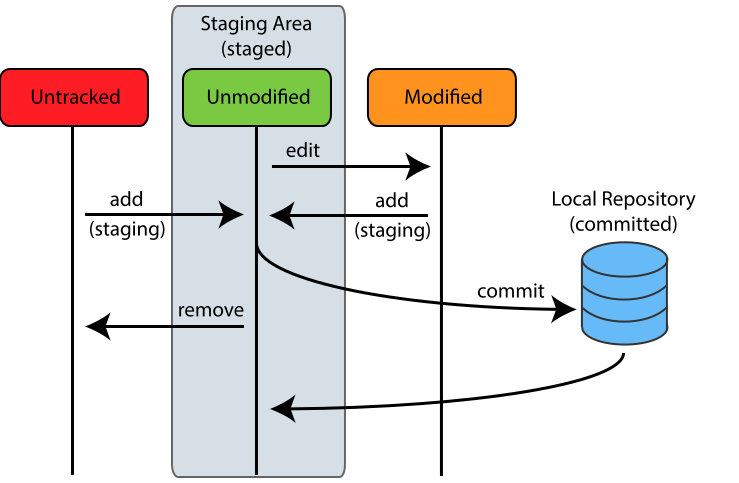 Staging Area
(staged)
Untracked
Unmodified
Modified
edit
add
(staging)
add
(staging)
Local Repository
(committed)
commit
remove